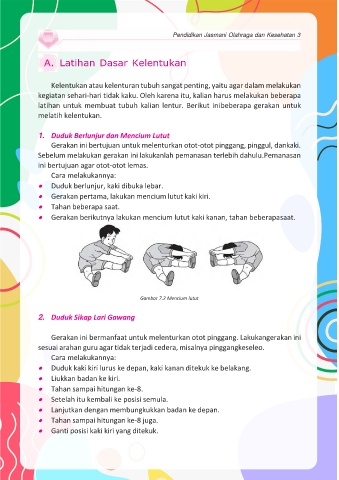 Pendidkan Jasmani Olahraga dan Kesehatan 3
A. Latihan Dasar Kelentukan
Kelentukan atau kelenturan tubuh sangat penting, yaitu agar dalam melakukan
kegiatan sehari-hari tidak kaku. Oleh karena itu, kalian harus melakukan beberapa
latihan untuk membuat tubuh kalian lentur. Berikut inibeberapa gerakan untuk
melatih kelentukan.
1. Duduk Berlunjur dan Mencium Lutut
Gerakan ini bertujuan untuk melenturkan otot-otot pinggang, pinggul, dankaki.
Sebelum melakukan gerakan ini lakukanlah pemanasan terlebih dahulu.Pemanasan
ini bertujuan agar otot-otot lemas.
Cara melakukannya:
• Duduk berlunjur, kaki dibuka lebar.
• Gerakan pertama, lakukan mencium lutut kaki kiri.
• Tahan beberapa saat.
• Gerakan berikutnya lakukan mencium lutut kaki kanan, tahan beberapasaat.
Gambar 7.2 Mencium lutut
2. Duduk Sikap Lari Gawang
Gerakan ini bermanfaat untuk melenturkan otot pinggang. Lakukangerakan ini
sesuai arahan guru agar tidak terjadi cedera, misalnya pinggangkeseleo.
Cara melakukannya:
• Duduk kaki kiri lurus ke depan, kaki kanan ditekuk ke belakang.
• Liukkan badan ke kiri.
• Tahan sampai hitungan ke-8.
• Setelah itu kembali ke posisi semula.
• Lanjutkan dengan membungkukkan badan ke depan.
• Tahan sampai hitungan ke-8 juga.
• Ganti posisi kaki kiri yang ditekuk.